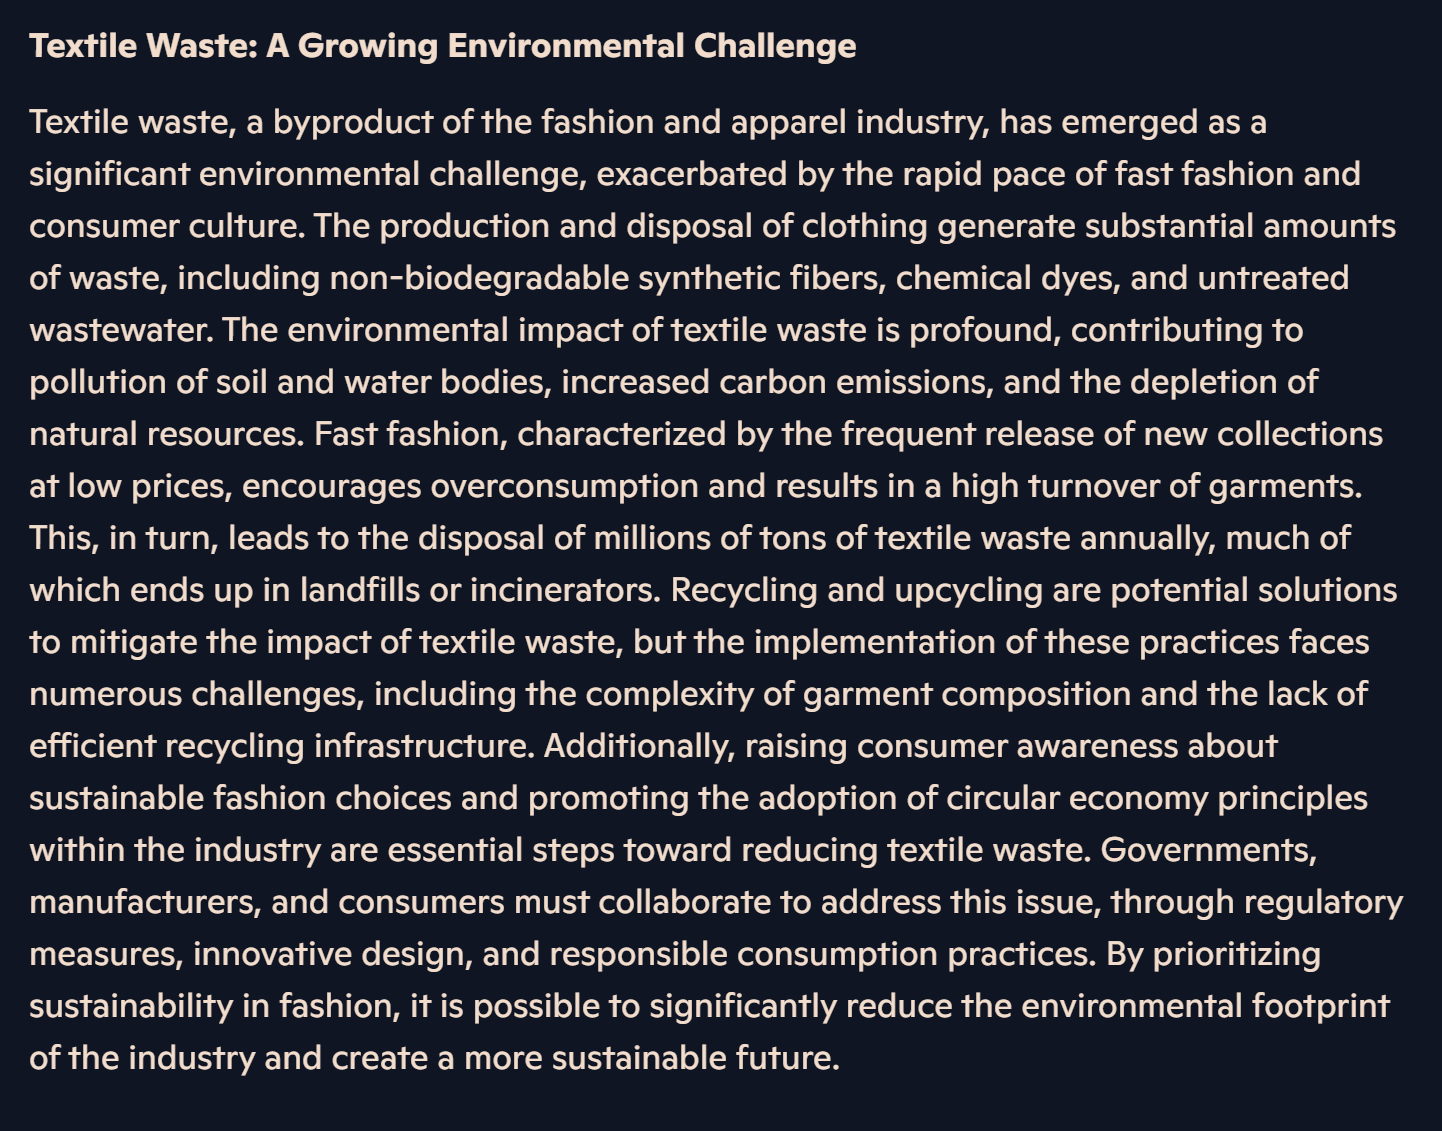 Textile Waste: A Growing Environmental Challenge
Textile waste, a byproduct of the fashion and apparel industry, has emerged as a
significant environmental challenge, exacerbated by the rapid pace of fast fashion and
consumer culture. The production and disposal of clothing generate substantial amounts
of waste, including non-biodegradable synthetic fibers, chemical dyes, and untreated
wastewater. The environmental impact of textile waste is profound, contributing to
pollution of soil and water bodies, increased carbon emissions, and the depletion of
natural resources. Fast fashion, characterized by the frequent release of new collections
at low prices, encourages overconsumption and results in a high turnover of garments.
This, in turn, leads to the disposal of millions of tons of textile waste annually, much of
which ends up in landfills or incinerators. Recycling and upcycling are potential solutions
to mitigate the impact of textile waste, but the implementation of these practices faces
numerous challenges, including the complexity of garment composition and the lack of
efficient recycling infrastructure. Additionally, raising consumer awareness about
sustainable fashion choices and promoting the adoption of circular economy principles
within the industry are essential steps toward reducing textile waste. Governments,
manufacturers, and consumers must collaborate to address this issue, through regulatory
measures, innovative design, and responsible consumption practices. By prioritizing
sustainability in fashion, it is possible to significantly reduce the environmental footprint
of the industry and create a more sustainable future.